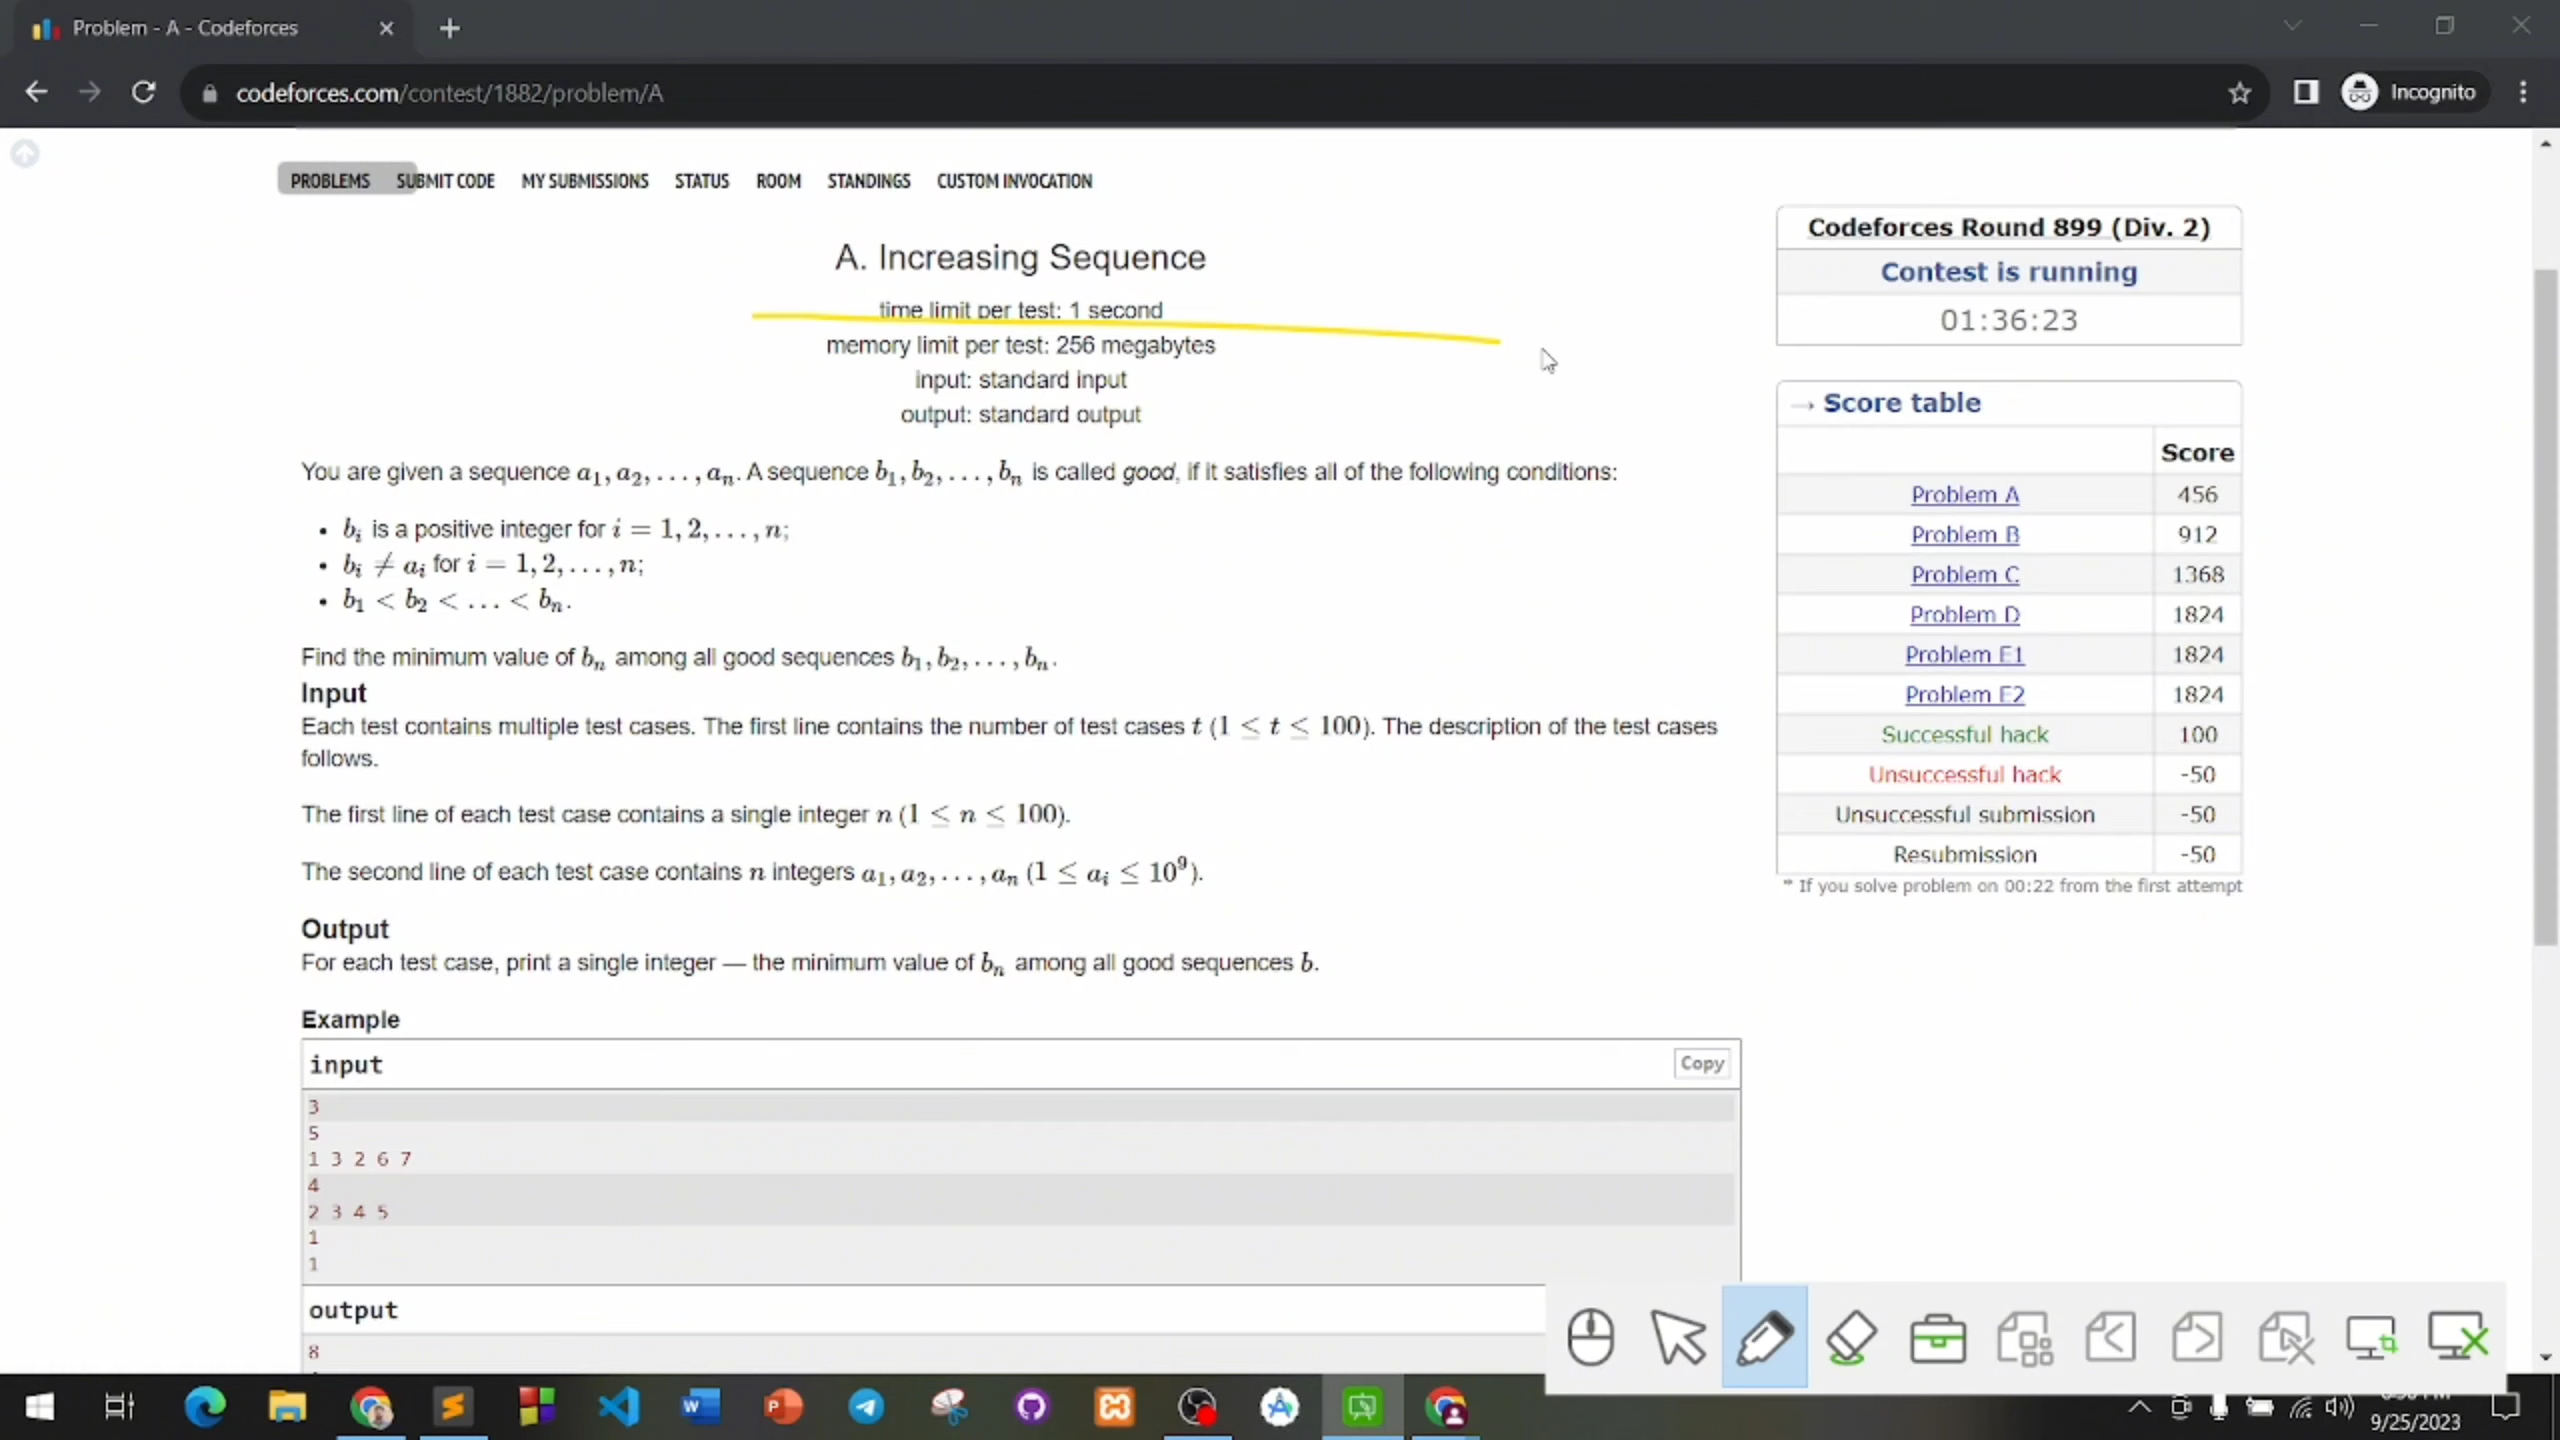 Problem - A - Codeforces
codeforces.com/contest/1882/problem/A
Incognito
PROBLEMS SUBMIT CODE MY SUBMISSIONS STATUS ROOM STANDINGS CUSTOM INVOCATION
A. Increasing Sequence
time limit per test: 1 second
memory limit per test: 256 megabytes
input: standard input
output: standard output
You are given a sequence a₁, a₂, …, aₙ. A sequence b₁, b₂, …, bₙ is called good, if it satisfies all of the following conditions:
• bᵢ is a positive integer for i = 1, 2, …, n;
• bᵢ ≠ aᵢ for i = 1, 2, …, n;
• b₁ < b₂ < … < bₙ.
Find the minimum value of bₙ among all good sequences b₁, b₂, …, bₙ.
Input
Each test contains multiple test cases. The first line contains the number of test cases t (1 ≤ t ≤ 100). The description of the test cases
follows.
The first line of each test case contains a single integer n (1 ≤ n ≤ 100).
The second line of each test case contains n integers a₁, a₂, …, aₙ (1 ≤ aᵢ ≤ 10⁹).
Output
For each test case, print a single integer — the minimum value of bₙ among all good sequences b.
Example
input
Copy
3
5
1 3 2 6 7
4
2 3 4 5
1
1
output
8
Codeforces Round 899 (Div. 2)
Contest is running
01:36:23
→ Score table
Score
Problem A 456
Problem B 912
Problem C 1368
Problem D 1824
Problem E1 1824
Problem E2 1824
Successful hack 100
Unsuccessful hack -50
Unsuccessful submission -50
Resubmission -50
* If you solve problem on 00:22 from the first attempt
9/25/2023